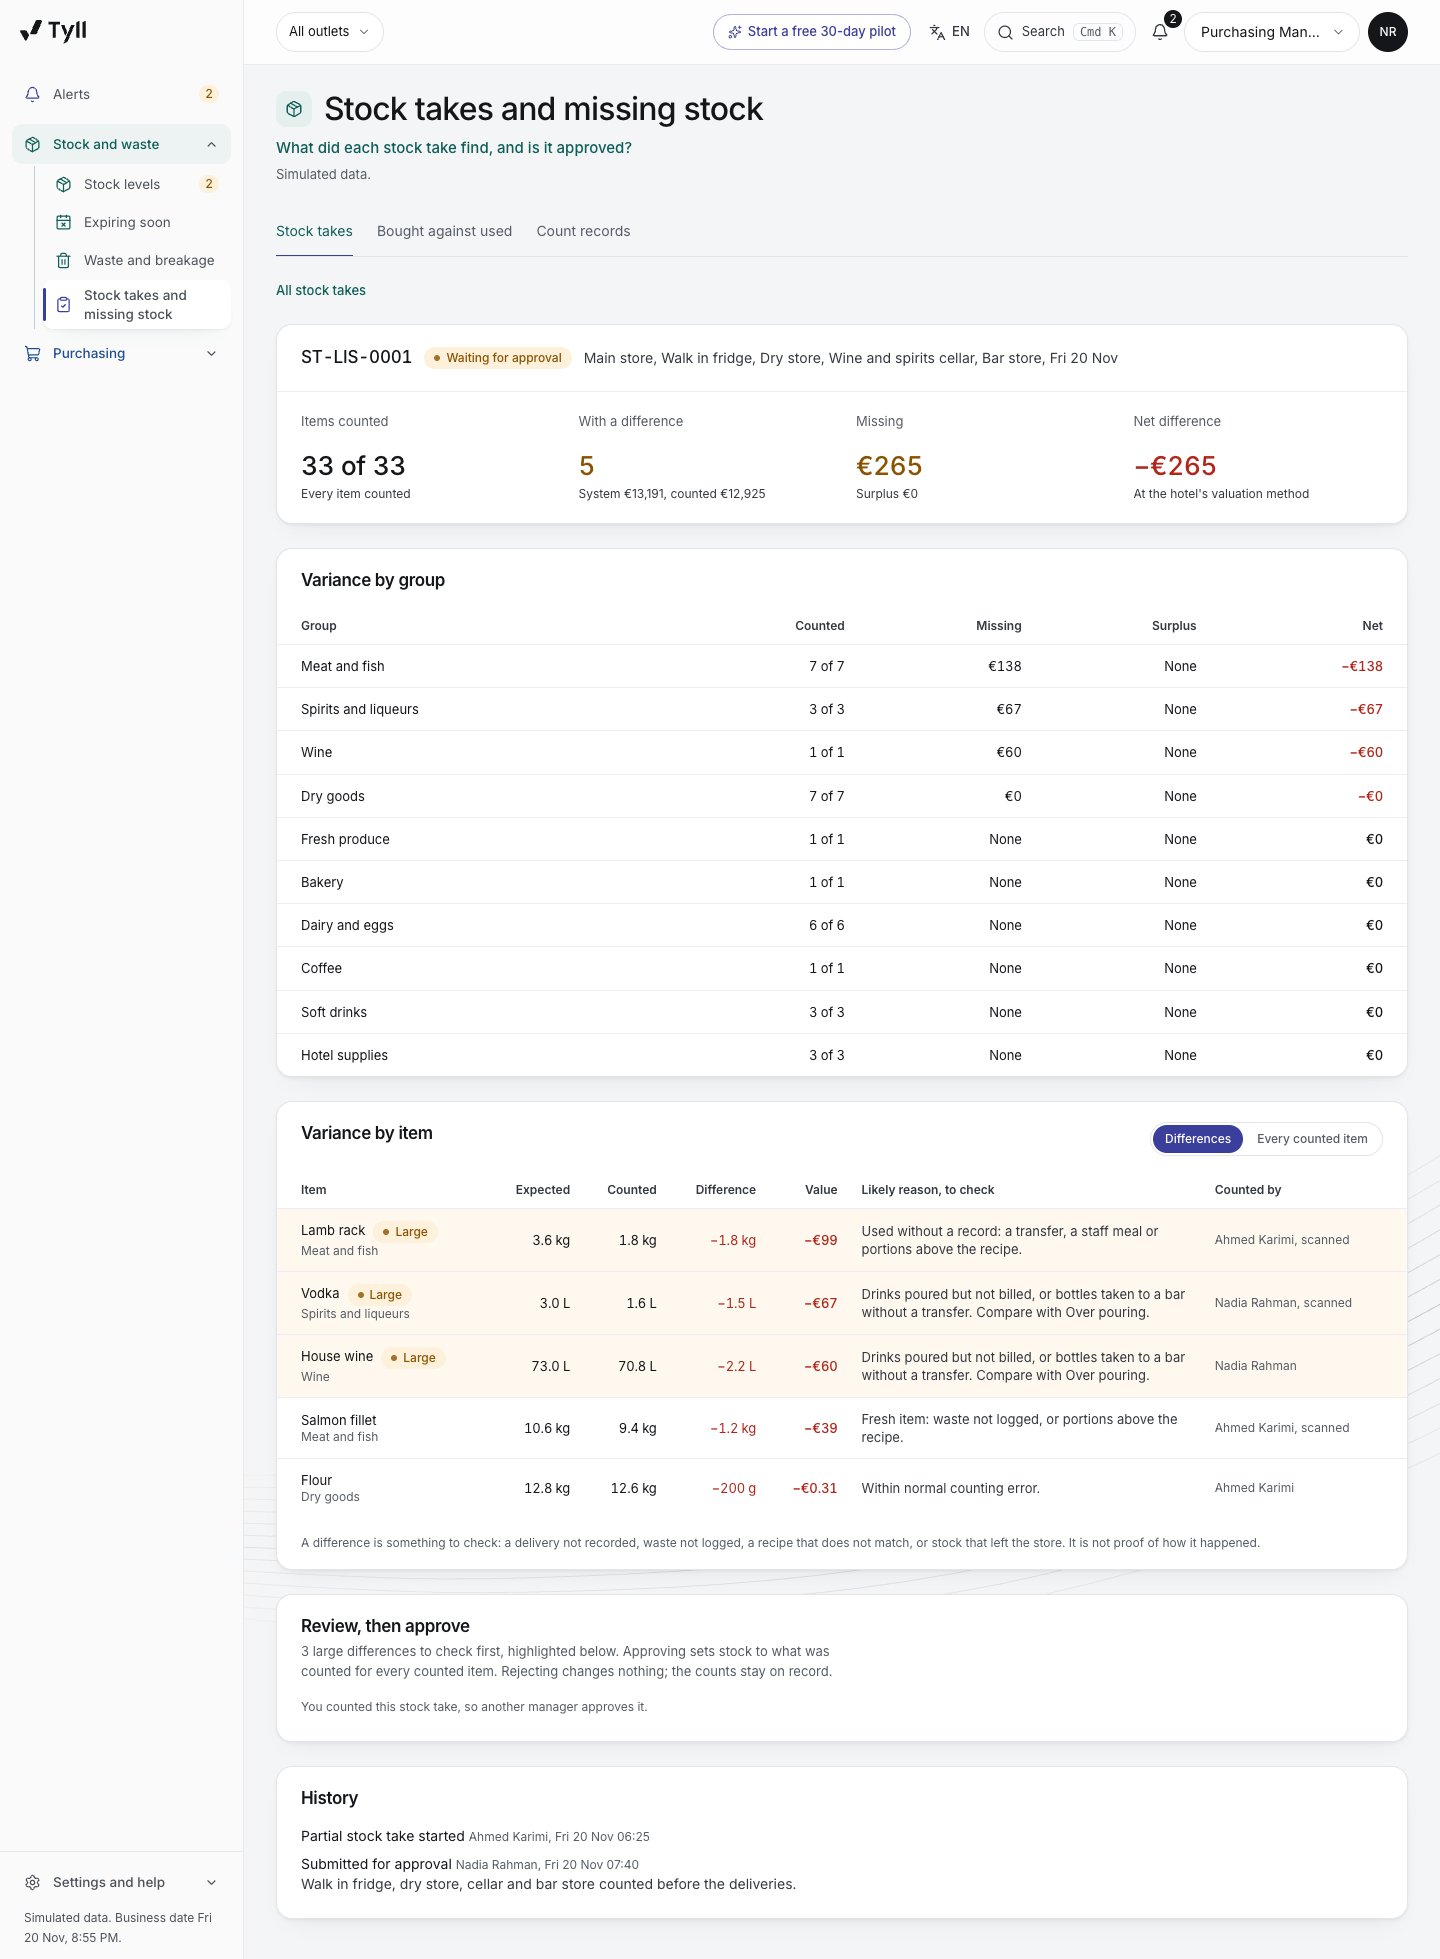 Tyll
All outlets
Start a free 30-day pilot
EN
Search Cmd K
2
Purchasing Man...
NR
Alerts 2
Stock and waste
Stock levels 2
Expiring soon
Waste and breakage
Stock takes and
missing stock
Purchasing
Stock takes and missing stock
What did each stock take find, and is it approved?
Simulated data.
Stock takes Bought against used Count records
All stock takes
ST-LIS-0001 Waiting for approval Main store, Walk in fridge, Dry store, Wine and spirits cellar, Bar store, Fri 20 Nov
Items counted With a difference Missing Net difference
33 of 33 5 €265 −€265
Every item counted System €13,191, counted €12,925 Surplus €0 At the hotel's valuation method
Variance by group
Group Counted Missing Surplus Net
Meat and fish 7 of 7 €138 None −€138
Spirits and liqueurs 3 of 3 €67 None −€67
Wine 1 of 1 €60 None −€60
Dry goods 7 of 7 €0 None −€0
Fresh produce 1 of 1 None None €0
Bakery 1 of 1 None None €0
Dairy and eggs 6 of 6 None None €0
Coffee 1 of 1 None None €0
Soft drinks 3 of 3 None None €0
Hotel supplies 3 of 3 None None €0
Variance by item Differences Every counted item
Item Expected Counted Difference Value Likely reason, to check Counted by
Lamb rack Large 3.6 kg 1.8 kg −1.8 kg −€99 Used without a record: a transfer, a staff meal or Ahmed Karimi, scanned
Meat and fish portions above the recipe.
Vodka Large 3.0 L 1.6 L −1.5 L −€67 Drinks poured but not billed, or bottles taken to a bar Nadia Rahman, scanned
Spirits and liqueurs without a transfer. Compare with Over pouring.
House wine Large 73.0 L 70.8 L −2.2 L −€60 Drinks poured but not billed, or bottles taken to a bar Nadia Rahman
Wine without a transfer. Compare with Over pouring.
Salmon fillet 10.6 kg 9.4 kg −1.2 kg −€39 Fresh item: waste not logged, or portions above the Ahmed Karimi, scanned
Meat and fish recipe.
Flour 12.8 kg 12.6 kg −200 g −€0.31 Within normal counting error. Ahmed Karimi
Dry goods
A difference is something to check: a delivery not recorded, waste not logged, a recipe that does not match, or stock that left the store. It is not proof of how it happened.
Review, then approve
3 large differences to check first, highlighted below. Approving sets stock to what was
counted for every counted item. Rejecting changes nothing; the counts stay on record.
You counted this stock take, so another manager approves it.
History
Partial stock take started Ahmed Karimi, Fri 20 Nov 06:25
Submitted for approval Nadia Rahman, Fri 20 Nov 07:40
Walk in fridge, dry store, cellar and bar store counted before the deliveries.
Settings and help
Simulated data. Business date Fri
20 Nov, 8:55 PM.